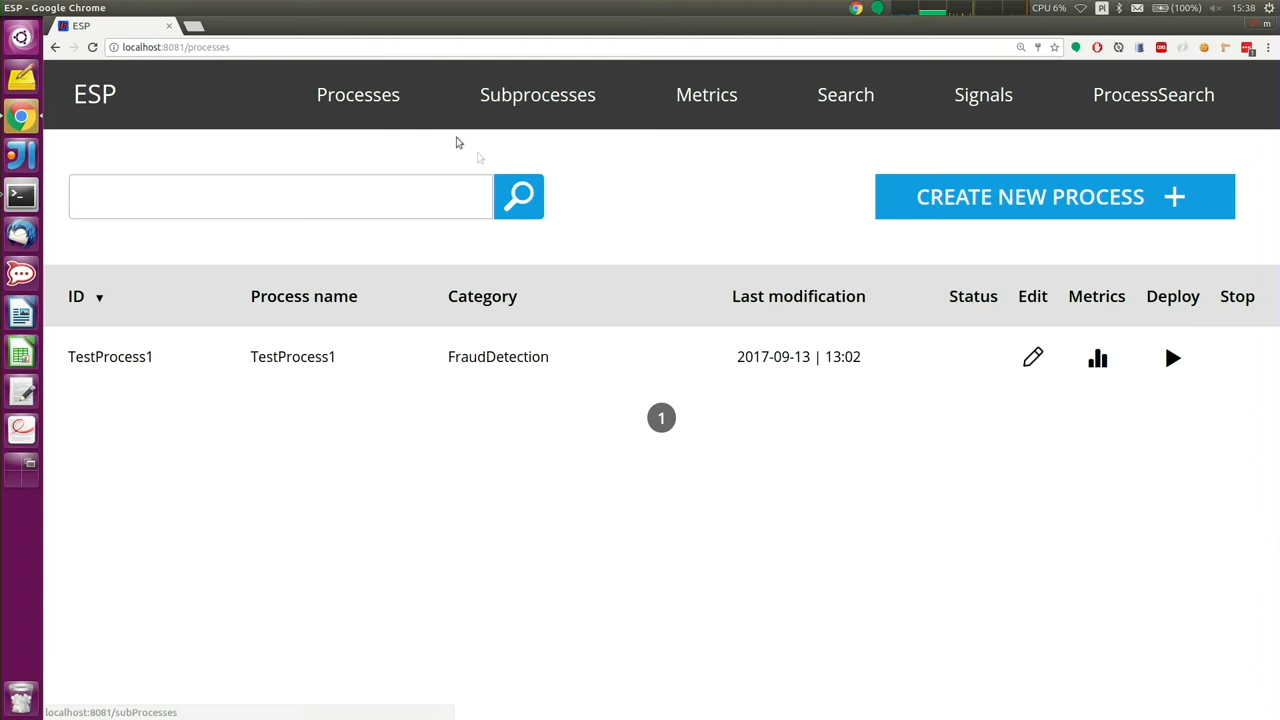 ESP - Google Chrome
CPU 6% Pl (100%) 15:38
ESP m
localhost:8081/processes
ESP Processes Subprocesses Metrics Search Signals ProcessSearch
CREATE NEW PROCESS +
ID ▼ Process name Category Last modification Status Edit Metrics Deploy Stop
TestProcess1 TestProcess1 FraudDetection 2017-09-13 | 13:02
1
localhost:8081/subProcesses